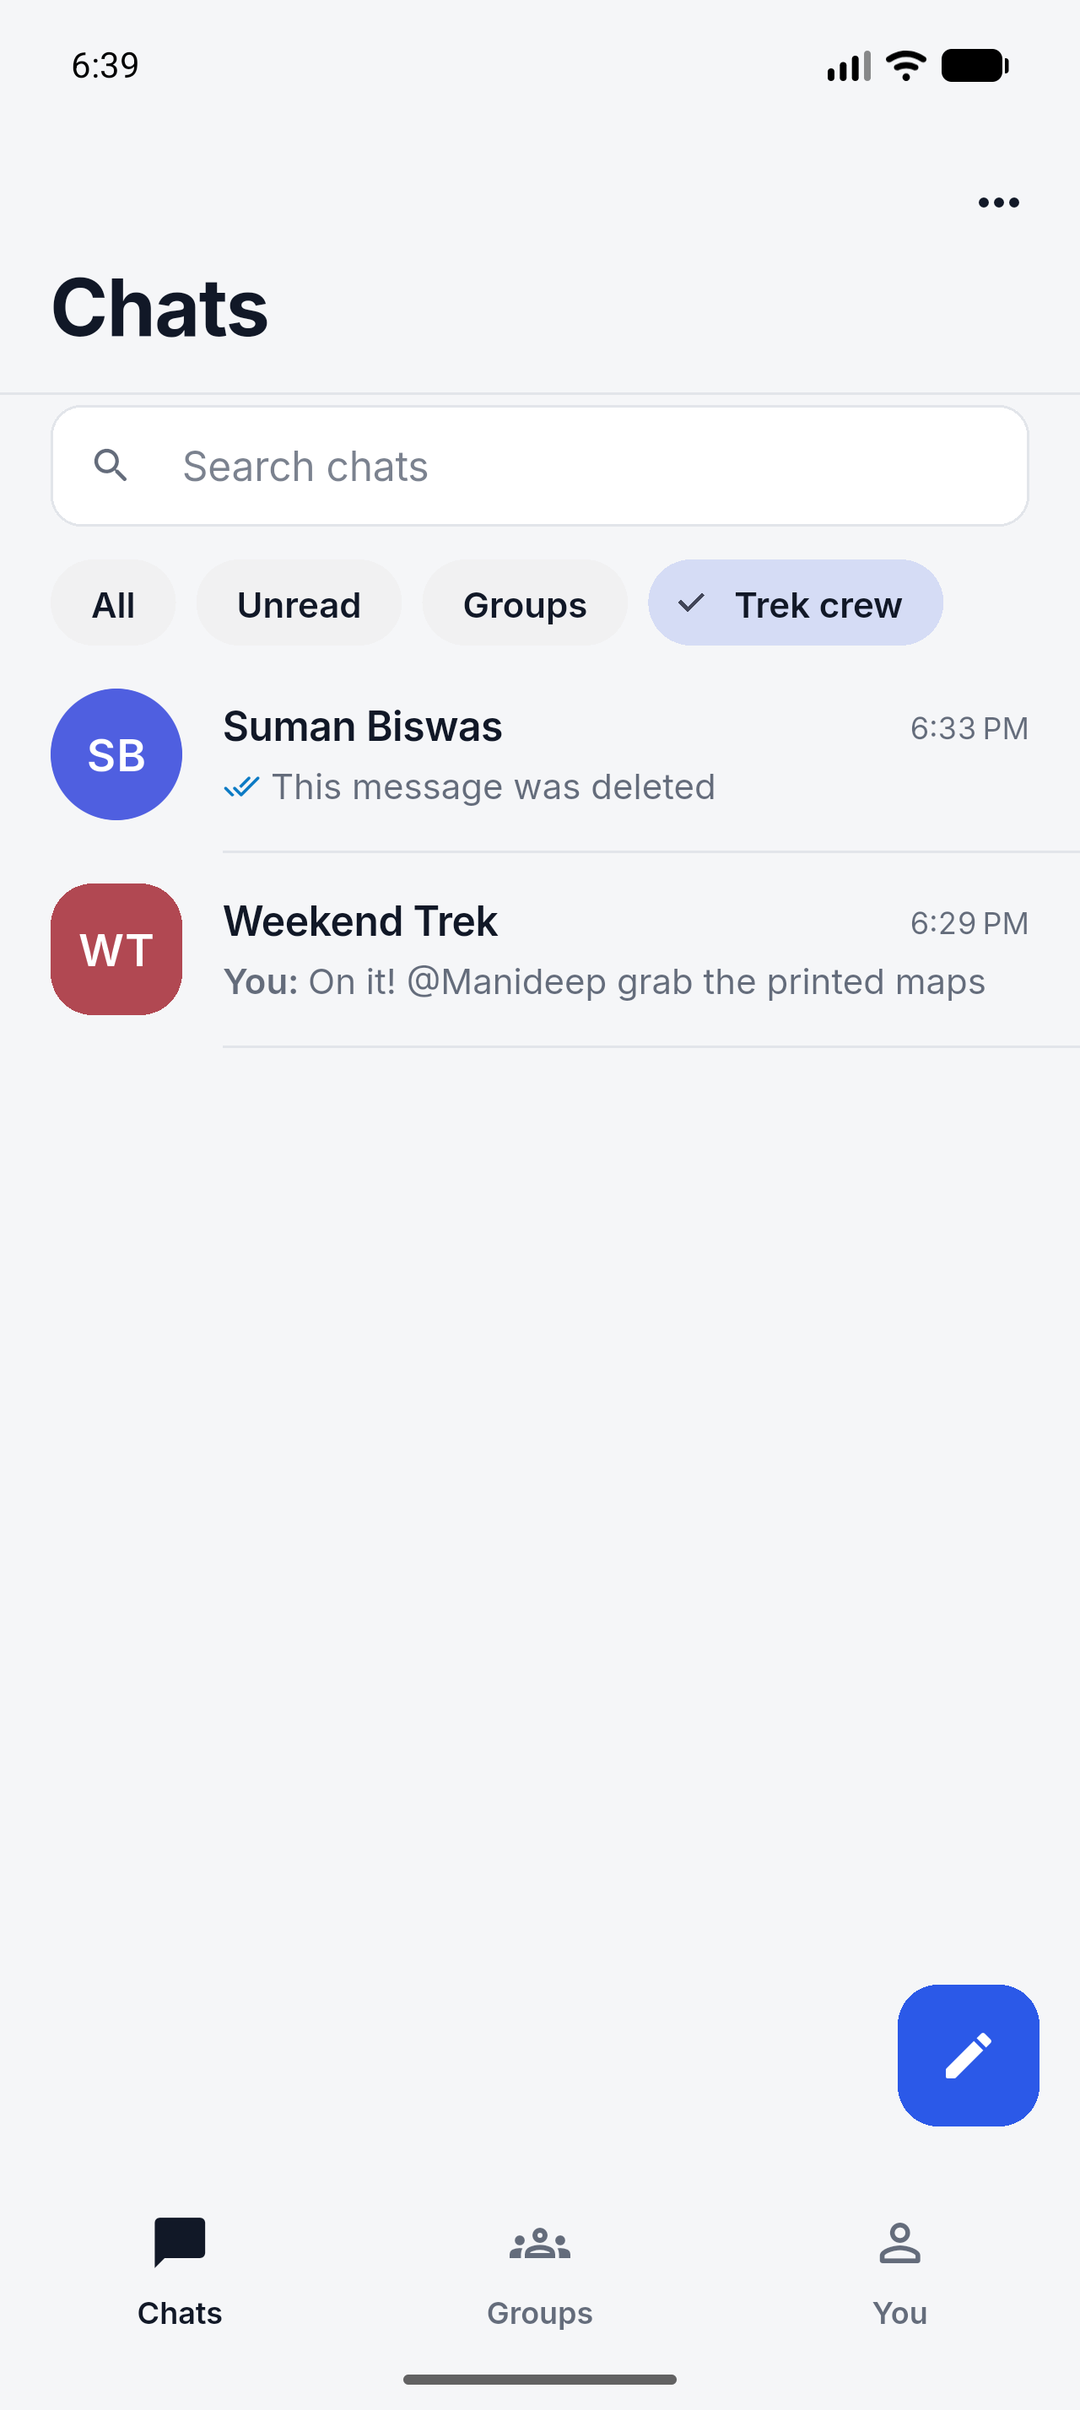 6:39
Chats
Search chats
All
Unread
Groups
Trek crew
SB
Suman Biswas
6:33 PM
This message was deleted
WT
Weekend Trek
6:29 PM
You: On it! @Manideep grab the printed maps
Chats
Groups
You